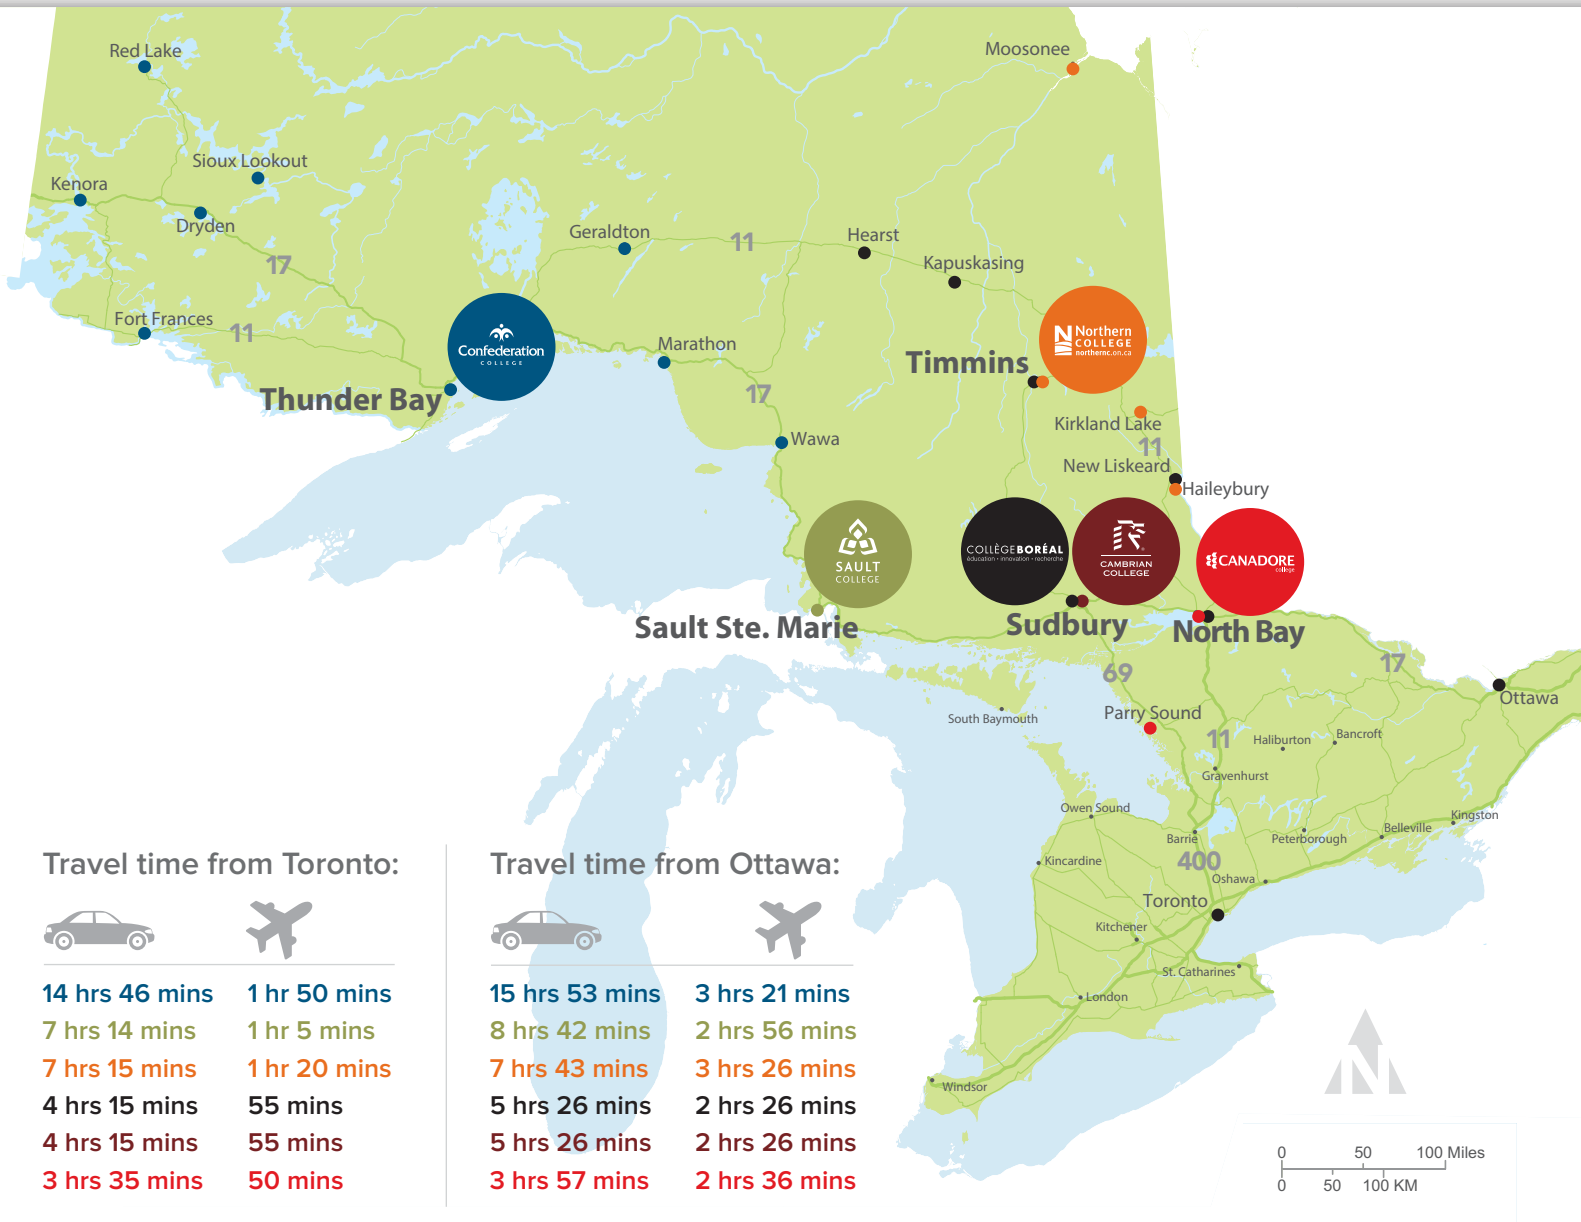 Red Lake
Moosonee
Sioux Lookout
Kenora
Dryden
17
Geraldton
11
Hearst
Kapuskasing
Fort Frances
11
Confederation
COLLEGE
Marathon
Northern
COLLEGE
northernc.on.ca
Timmins
Thunder Bay
17
Kirkland Lake
11
Wawa
New Liskeard
Haileybury
SAULT
COLLEGE
COLLÈGEBORÉAL
éducation • innovation • recherche
CAMBRIAN
COLLEGE
CANADORE
college
Sault Ste. Marie
Sudbury
North Bay
69
17
Ottawa
South Baymouth
Parry Sound
11
Haliburton
Bancroft
Gravenhurst
Owen Sound
Barrie
Peterborough
Belleville
Kingston
Kincardine
400
Oshawa
Toronto
Kitchener
St. Catharines
London
Windsor
Travel time from Toronto:
14 hrs 46 mins 1 hr 50 mins
7 hrs 14 mins 1 hr 5 mins
7 hrs 15 mins 1 hr 20 mins
4 hrs 15 mins 55 mins
4 hrs 15 mins 55 mins
3 hrs 35 mins 50 mins
Travel time from Ottawa:
15 hrs 53 mins 3 hrs 21 mins
8 hrs 42 mins 2 hrs 56 mins
7 hrs 43 mins 3 hrs 26 mins
5 hrs 26 mins 2 hrs 26 mins
5 hrs 26 mins 2 hrs 26 mins
3 hrs 57 mins 2 hrs 36 mins
N
0 50 100 Miles
0 50 100 KM